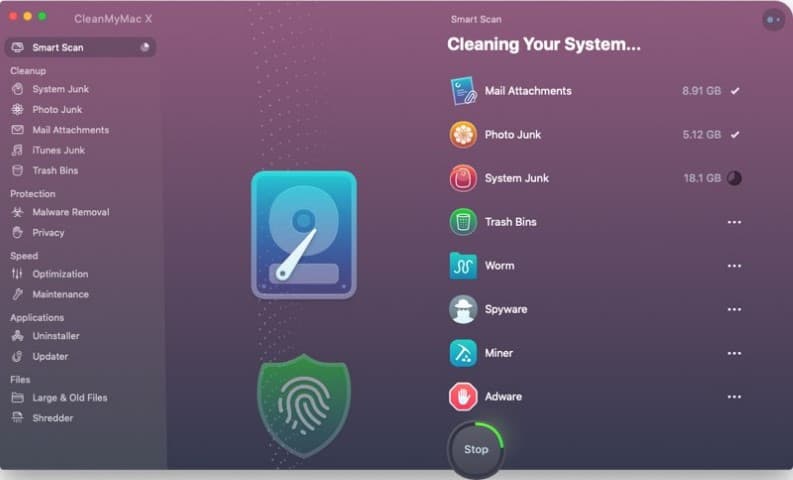 CleanMyMac X
Smart Scan
Cleanup
System Junk
Photo Junk
Mail Attachments
iTunes Junk
Trash Bins
Protection
Malware Removal
Privacy
Speed
Optimization
Maintenance
Applications
Uninstaller
Updater
Files
Large & Old Files
Shredder
Smart Scan
Cleaning Your System...
Mail Attachments 8.91 GB
Photo Junk 5.12 GB
System Junk 18.1 GB
Trash Bins
Worm
Spyware
Miner
Adware
Stop